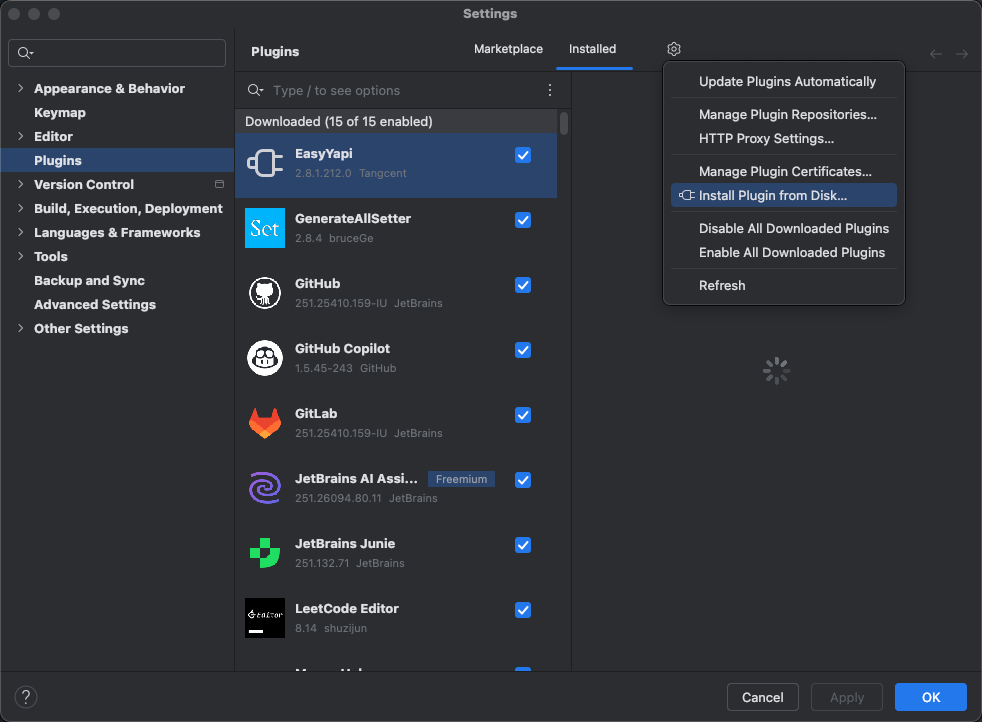 Settings
Appearance & Behavior
Keymap
Editor
Plugins
Version Control
Build, Execution, Deployment
Languages & Frameworks
Tools
Backup and Sync
Advanced Settings
Other Settings
Plugins
Marketplace
Installed
Type / to see options
Downloaded (15 of 15 enabled)
EasyYapi
2.8.1.212.0 Tangcent
Set
GenerateAllSetter
2.8.4 bruceGe
GitHub
251.25410.159-IU JetBrains
GitHub Copilot
1.5.45-243 GitHub
GitLab
251.25410.159-IU JetBrains
JetBrains AI Assi... Freemium
251.26094.80.11 JetBrains
JetBrains Junie
251.132.71 JetBrains
LeetCode Editor
8.14 shuzijun
Update Plugins Automatically
Manage Plugin Repositories...
HTTP Proxy Settings...
Manage Plugin Certificates...
Install Plugin from Disk...
Disable All Downloaded Plugins
Enable All Downloaded Plugins
Refresh
?
Cancel
Apply
OK